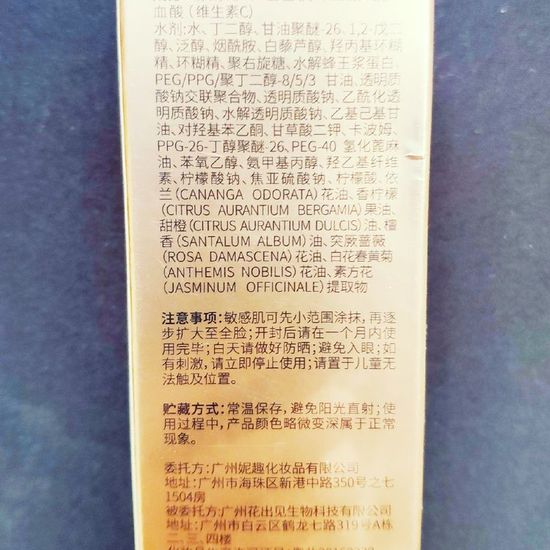 血酸（维生素C）
水剂:水、丁二醇、甘油聚醚-26、1,2-戊二
醇、泛醇、烟酰胺、白藜芦醇、羟丙基环糊
精、环糊精、聚右旋糖、水解蜂王浆蛋白、
PEG/PPG/聚丁二醇-8/5/3 甘油、透明
质酸钠交联聚合物、透明质酸钠、乙酰化透
明质酸钠、水解透明质酸钠、乙基己基甘
油、对羟基苯乙酮、甘草酸二钾、卡波姆、
PPG-26-丁醇聚醚-26、PEG-40 氢化蓖麻
油、苯氧乙醇、氨甲基丙醇、羟乙基纤维
素、柠檬酸钠、焦亚硫酸钠、柠檬酸、依
兰(CANANGA ODORATA)花油、香柠檬
(CITRUS AURANTIUM BERGAMIA)果油、
甜橙(CITRUS AURANTIUM DULCIS)油、檀
香(SANTALUM ALBUM)油、突厥蔷薇
(ROSA DAMASCENA)花油、白花春黄菊
(ANTHEMIS NOBILIS)花油、素方花
(JASMINUM OFFICINALE)提取物
注意事项:敏感肌可先小范围涂抹,再逐
步扩大至全脸;开封后请在一个月内使
用完毕;白天请做好防晒;避免入眼;如
有刺激,请立即停止使用;请置于儿童无
法触及位置。
贮藏方式:常温保存,避免阳光直射;使
用过程中,产品颜色略微变深属于正常
现象。
委托方:广州妮趣化妆品有限公司
地址:广州市海珠区新港中路350号之七
1504房
被委托方:广州花出见生物科技有限公司
地址:广州市白云区鹤龙七路319号A栋
二、三、四楼